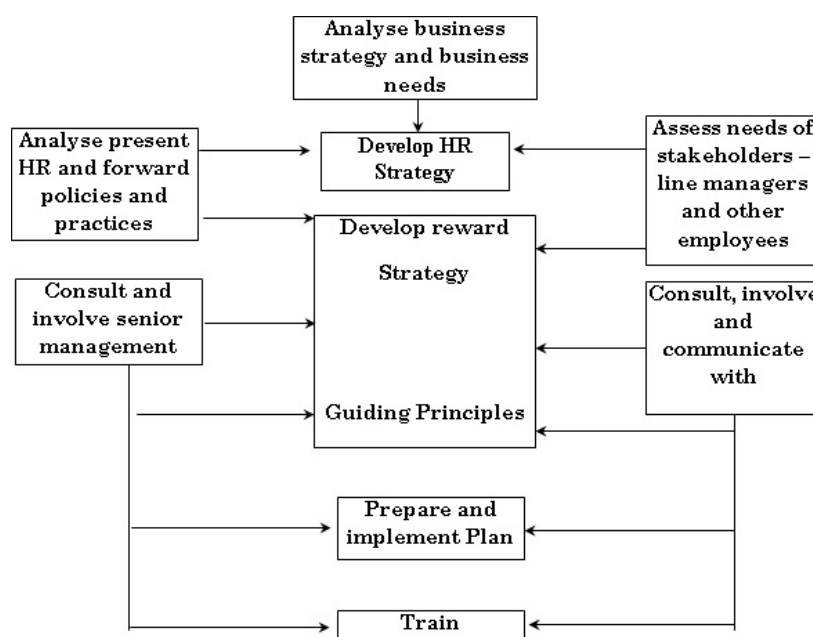 Analyse business
strategy and business
needs
Analyse present
HR and forward
policies and
practices
Develop HR
Strategy
Assess needs of
stakeholders –
line managers
and other
employees
Develop reward
Strategy
Guiding Principles
Consult and
involve senior
management
Consult, involve
and
communicate
with
Prepare and
implement Plan
Train